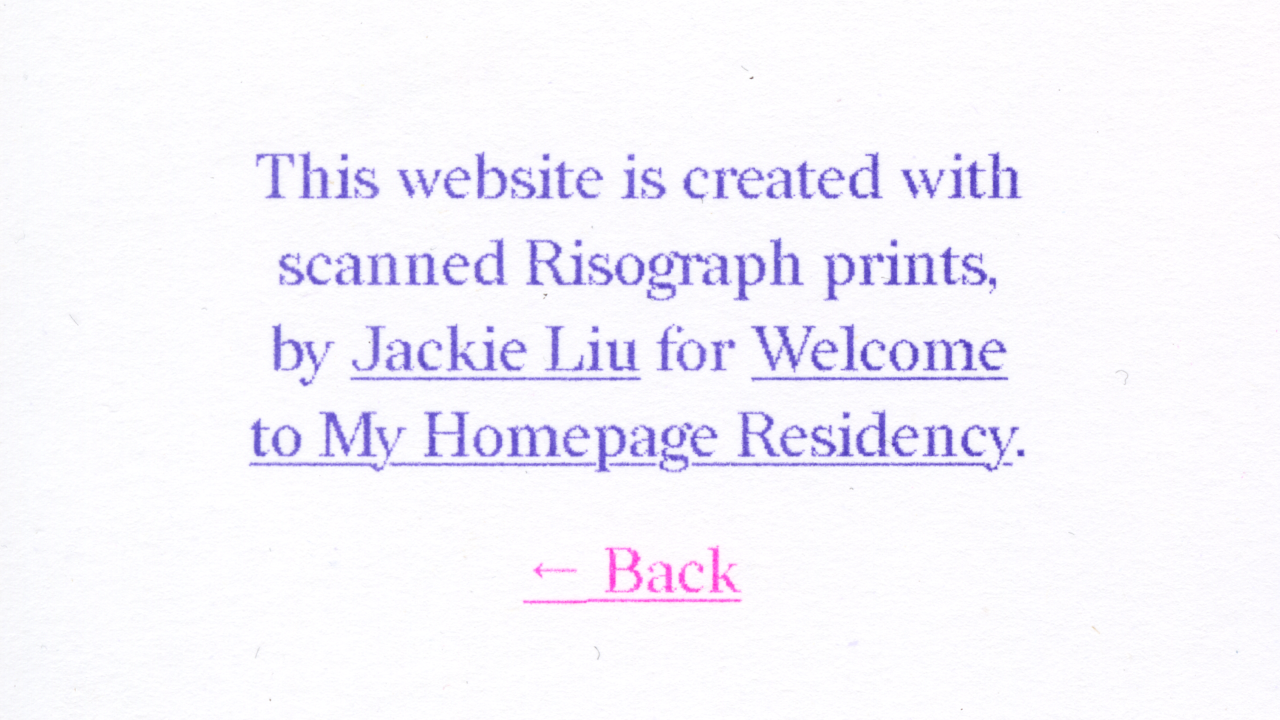 This website is created with
scanned Risograph prints,
by Jackie Liu for Welcome
to My Homepage Residency.
← Back